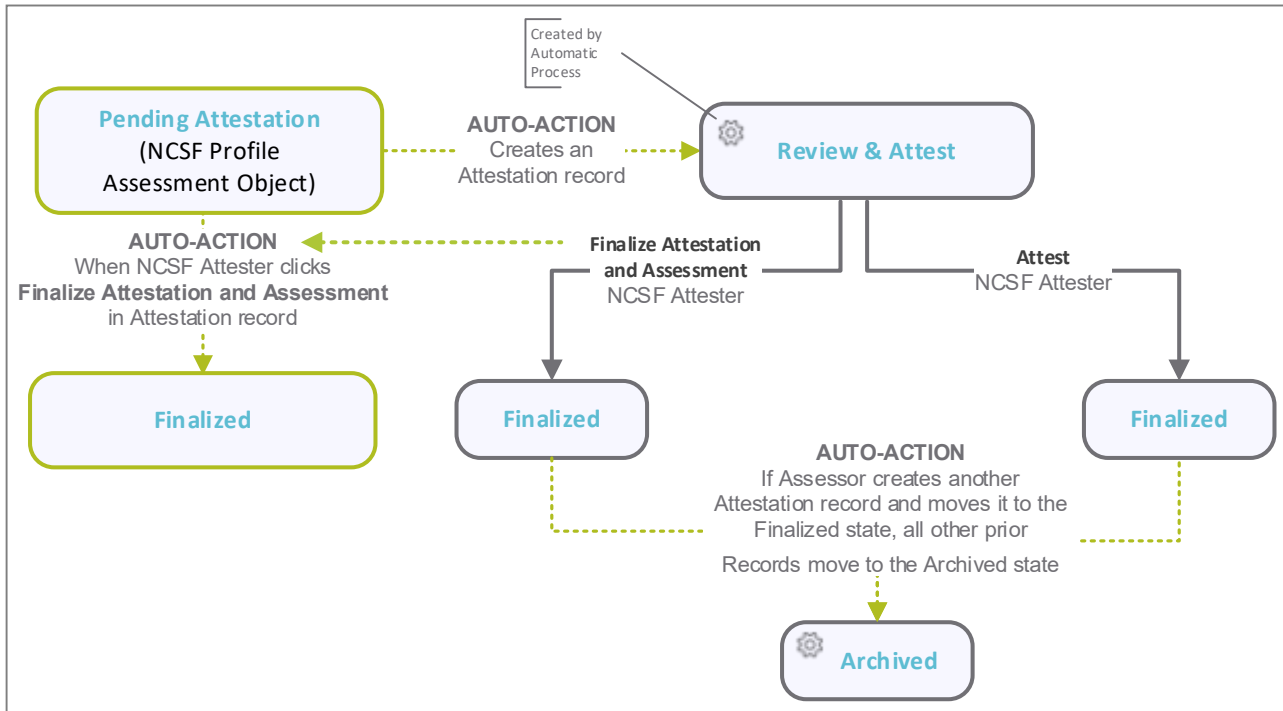 Created by
Automatic
Process
Pending Attestation
(NCSF Profile
Assessment Object)
AUTO-ACTION
Creates an
Attestation record
Review & Attest
AUTO-ACTION
When NCSF Attester clicks
Finalize Attestation and Assessment
in Attestation record
Finalize Attestation
and Assessment
NCSF Attester
Attest
NCSF Attester
Finalized
Finalized
Finalized
AUTO-ACTION
If Assessor creates another
Attestation record and moves it to the
Finalized state, all other prior
Records move to the Archived state
Archived